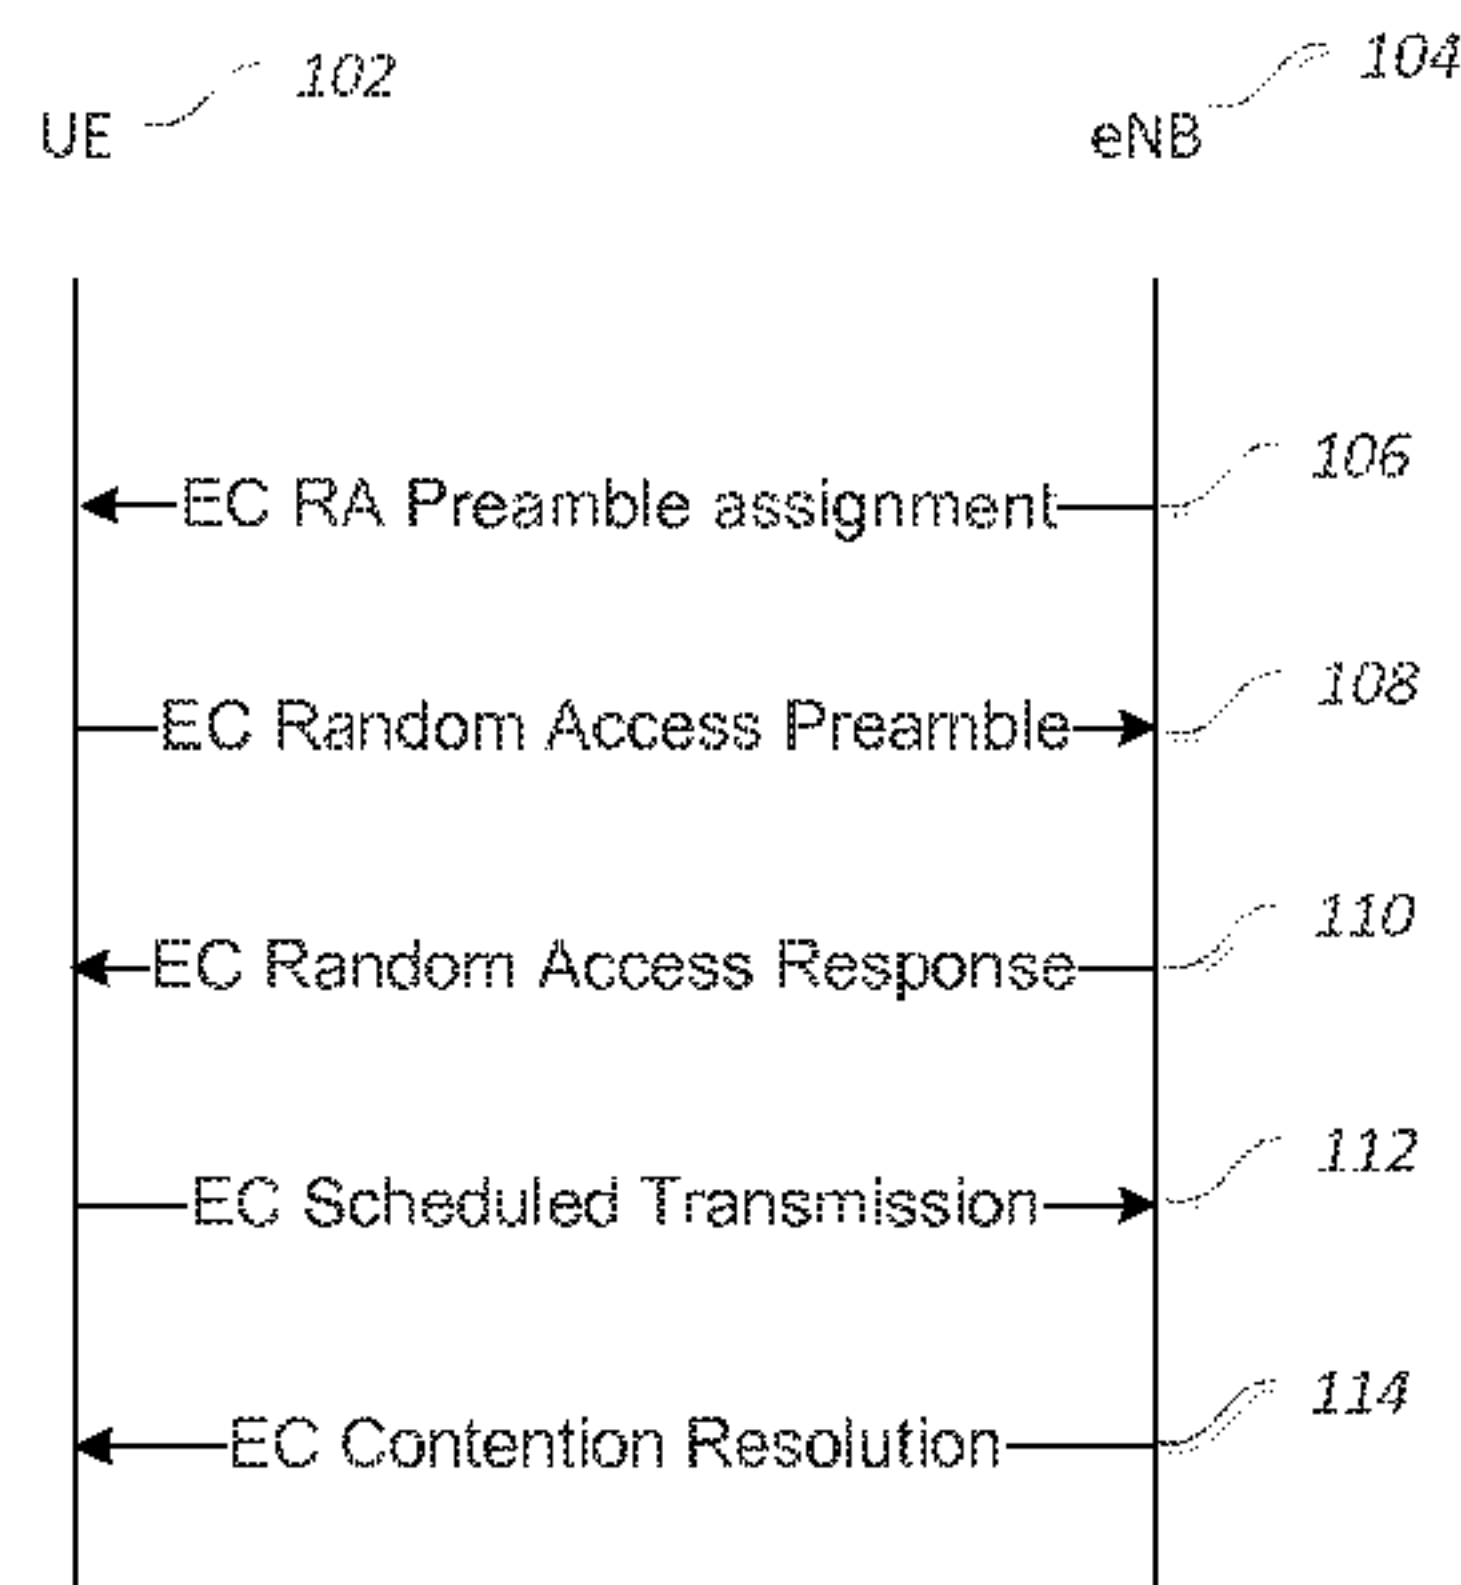 102
104
UE
eNB
106
EC RA Preamble assignment
108
EC Random Access Preamble
110
EC Random Access Response
112
EC Scheduled Transmission
114
EC Contention Resolution